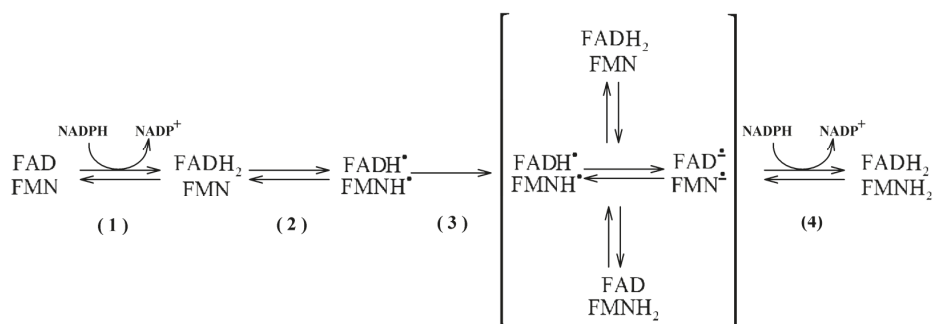 NADPH NADP⁺
FAD
FMN
(1)
FADH₂
FMN
(2)
FADH•
FMNH•
(3)
FADH₂
FMN
FADH•
FMNH•
FAD•̲
FMN•̲
FAD
FMNH₂
NADPH NADP⁺
(4)
FADH₂
FMNH₂